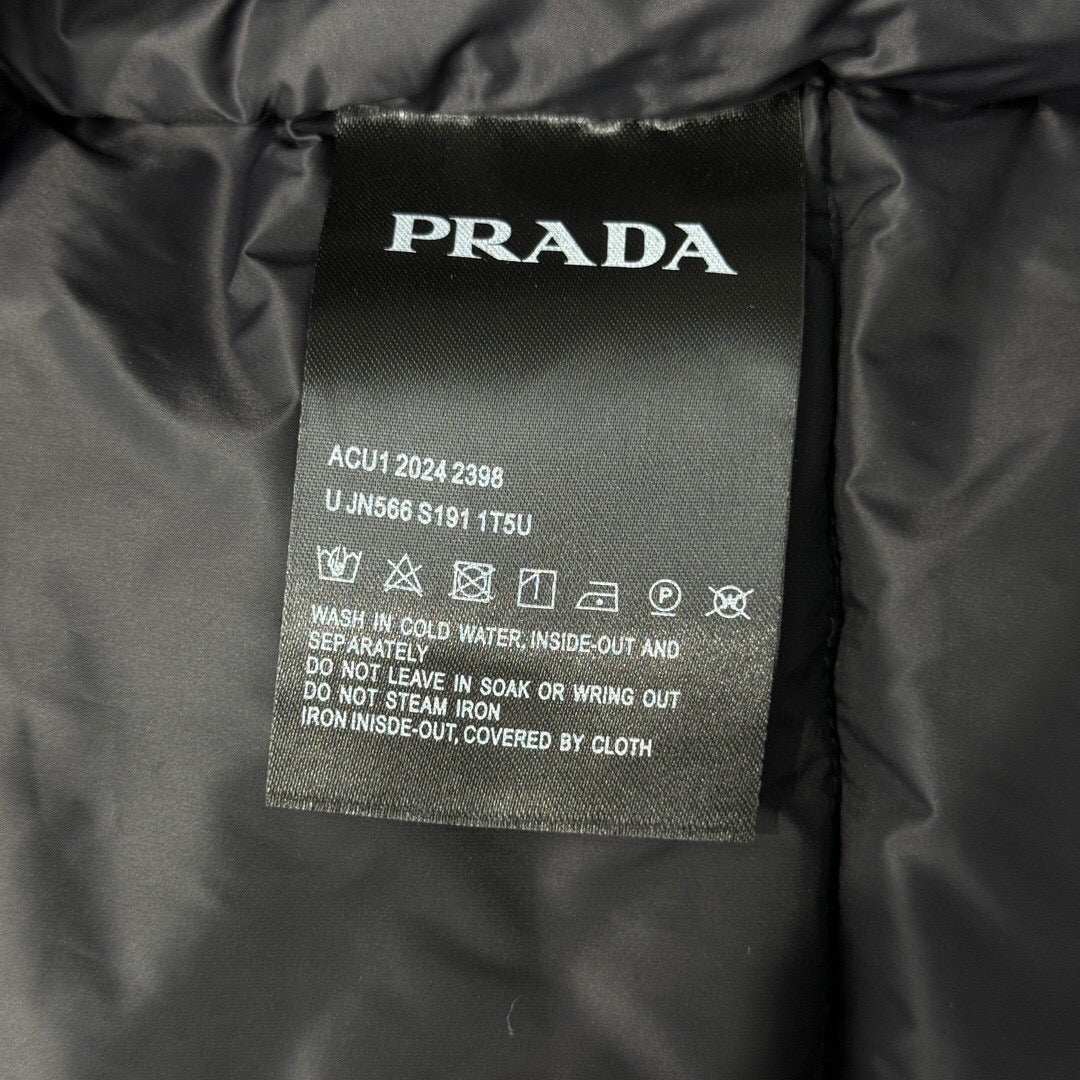 PRADA
ACU1 2024 2398
U JN566 S191 1T5U
P
W
WASH IN COLD WATER, INSIDE-OUT AND
SEPARATELY
DO NOT LEAVE IN SOAK OR WRING OUT
DO NOT STEAM IRON
IRON INISDE-OUT, COVERED BY CLOTH